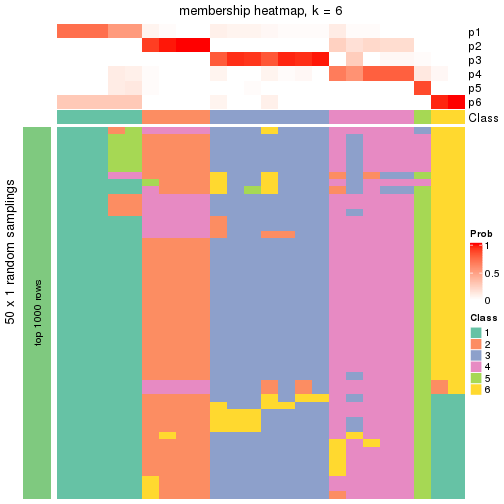 membership heatmap, k = 6
p1
p2
p3
p4
p5
p6
Class
50 x 1 random samplings
top 1000 rows
Prob
1
0.5
0
Class
1
2
3
4
5
6